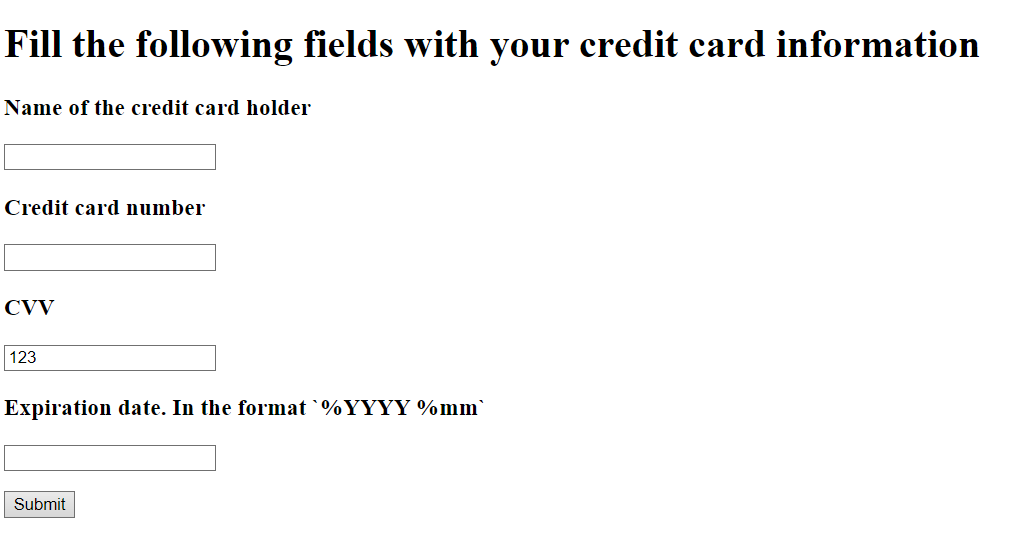 Fill the following fields with your credit card information
Name of the credit card holder
Credit card number
CVV
123
Expiration date. In the format `%YYYY %mm`
Submit